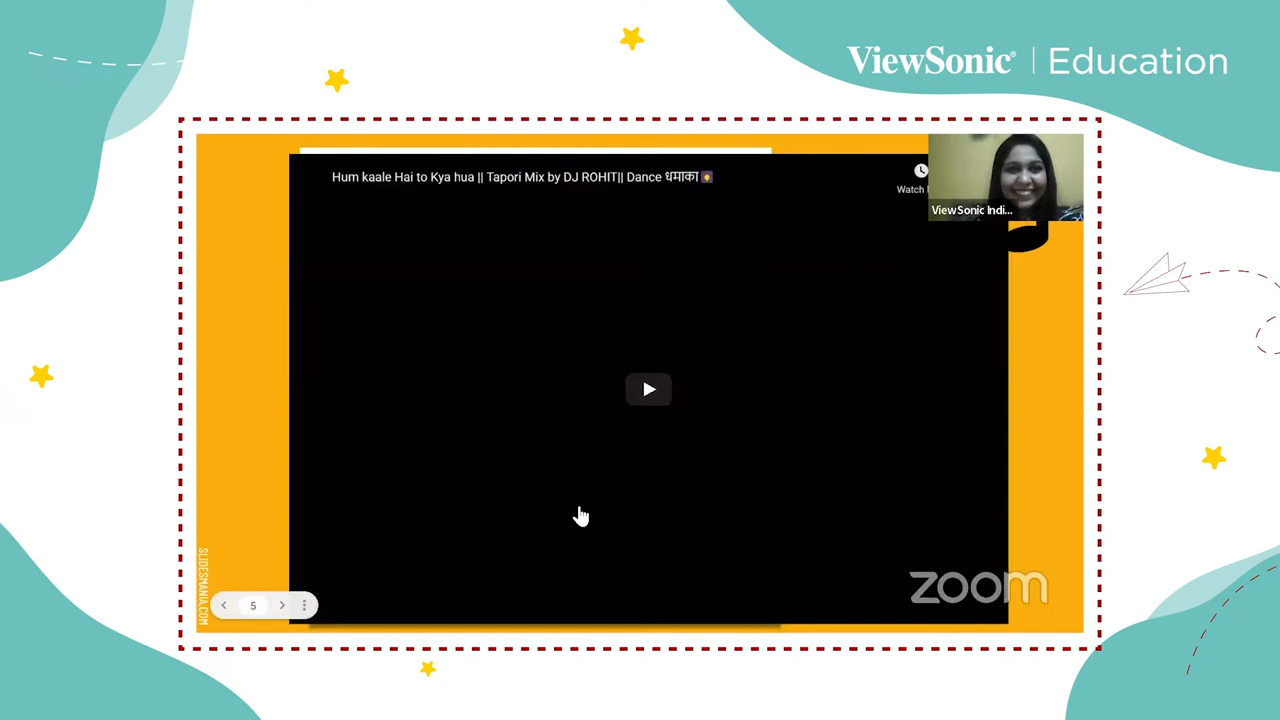 ViewSonic® | Education
Hum kaale Hai to Kya hua || Tapori Mix by DJ ROHIT|| Dance धमाका
Watch
ViewSonic Indi...
SLIDESMANIA.COM
5
zoom